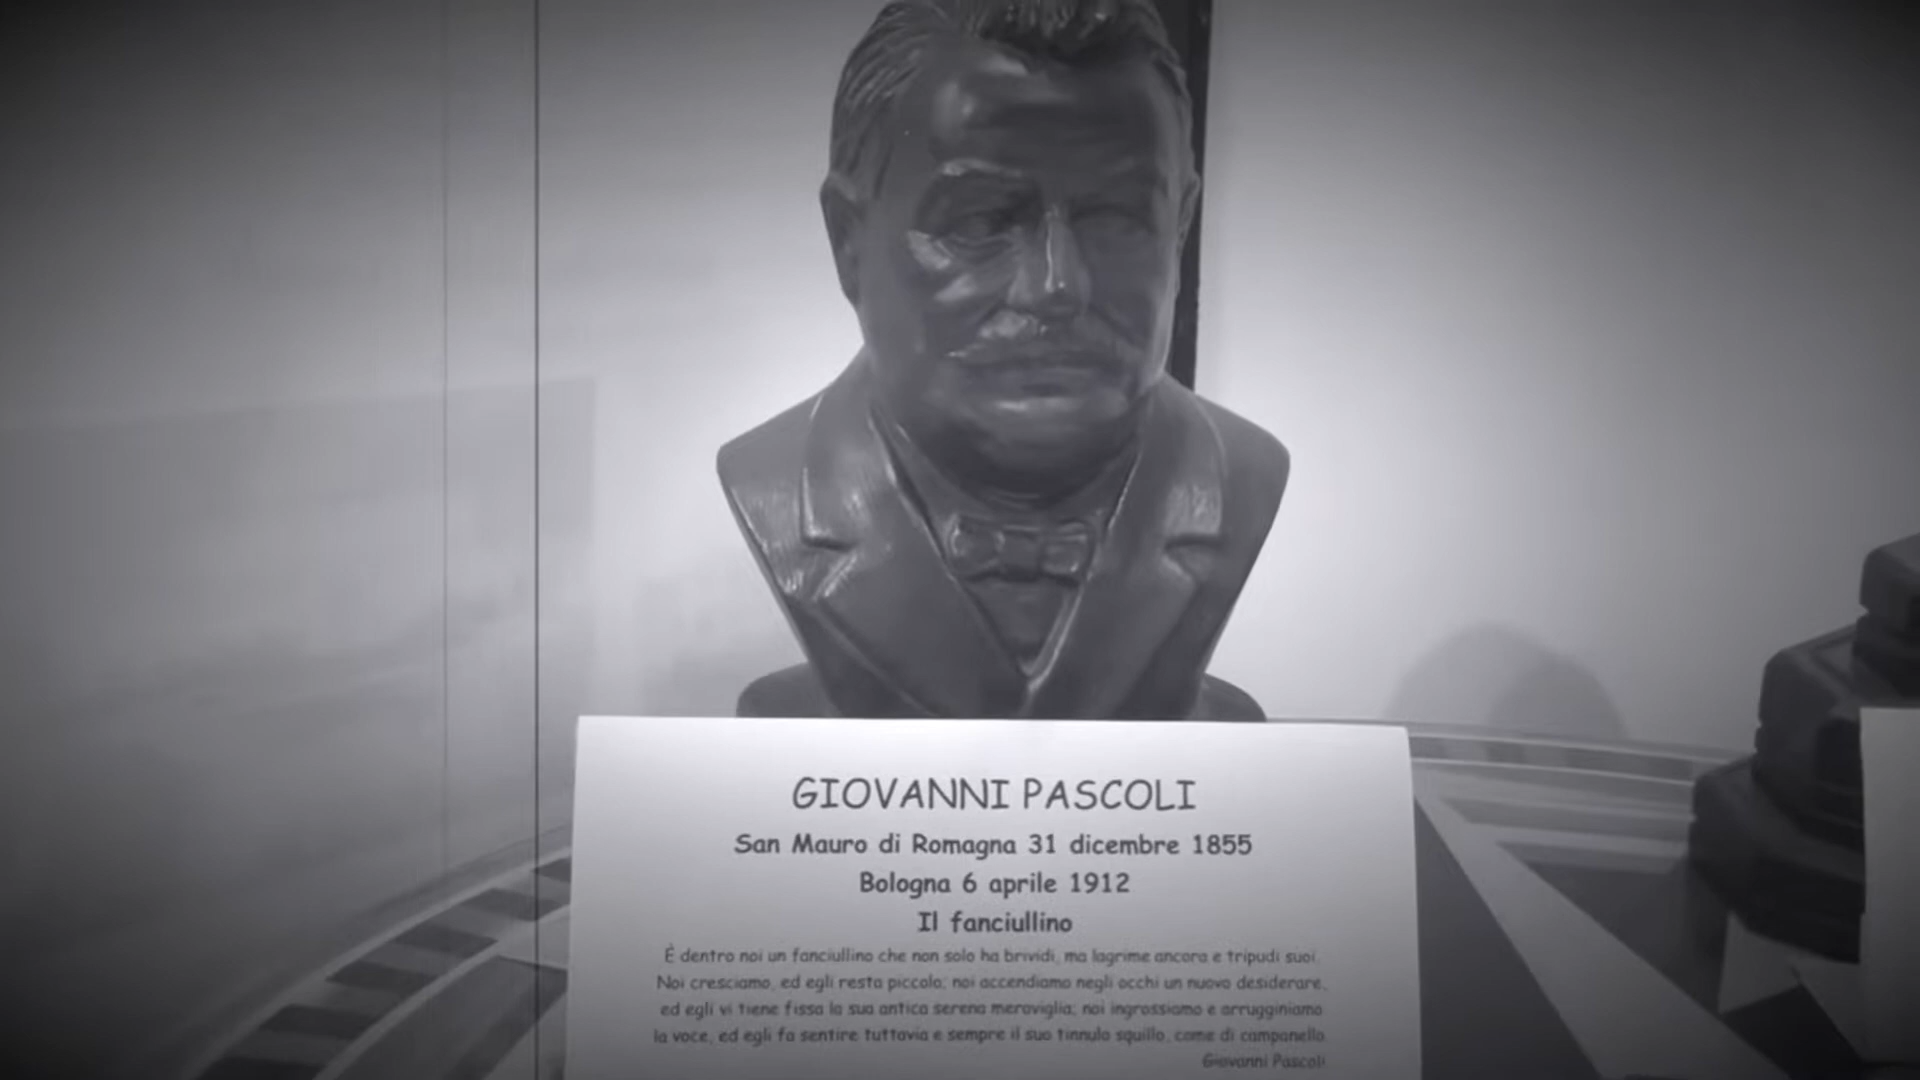 GIOVANNI PASCOLI
San Mauro di Romagna 31 dicembre 1855
Bologna 6 aprile 1912
Il fanciullino
È dentro noi un fanciullino che non solo ha brividi, ma lagrime ancora e tripudi suoi.
Noi cresciamo, ed egli resta piccolo; noi accendiamo negli occhi un nuovo desiderare,
ed egli vi tiene fissa la sua antica serena meraviglia; noi ingrossiamo e arrugginiamo
la voce, ed egli fa sentire tuttavia e sempre il suo tinnulo squillo, come di campanello.
Giovanni Pascoli